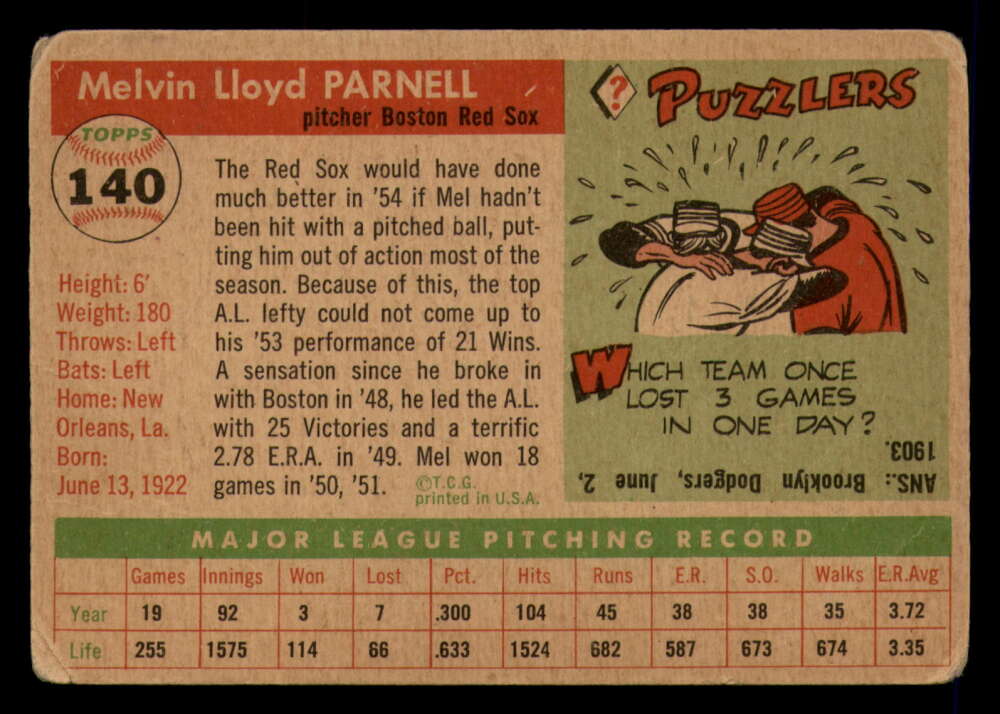 Melvin Lloyd PARNELL
pitcher Boston Red Sox
TOPPS
140
Height: 6'
Weight: 180
Throws: Left
Bats: Left
Home: New
Orleans, La.
Born:
June 13, 1922
The Red Sox would have done
much better in '54 if Mel hadn't
been hit with a pitched ball, put-
ting him out of action most of the
season. Because of this, the top
A.L. lefty could not come up to
his '53 performance of 21 Wins.
A sensation since he broke in
with Boston in '48, he led the A.L.
with 25 Victories and a terrific
2.78 E.R.A. in '49. Mel won 18
games in '50, '51.
©T.C.G.
printed in U.S.A.
?
PUZZLERS
WHICH TEAM ONCE
LOST 3 GAMES
IN ONE DAY?
ANS.: Brooklyn Dodgers, June 2,
1903.
MAJOR LEAGUE PITCHING RECORD
Games Innings Won Lost Pct. Hits Runs E.R. S.O. Walks E.R.Avg
Year 19 92 3 7 .300 104 45 38 38 35 3.72
Life 255 1575 114 66 .633 1524 682 587 673 674 3.35